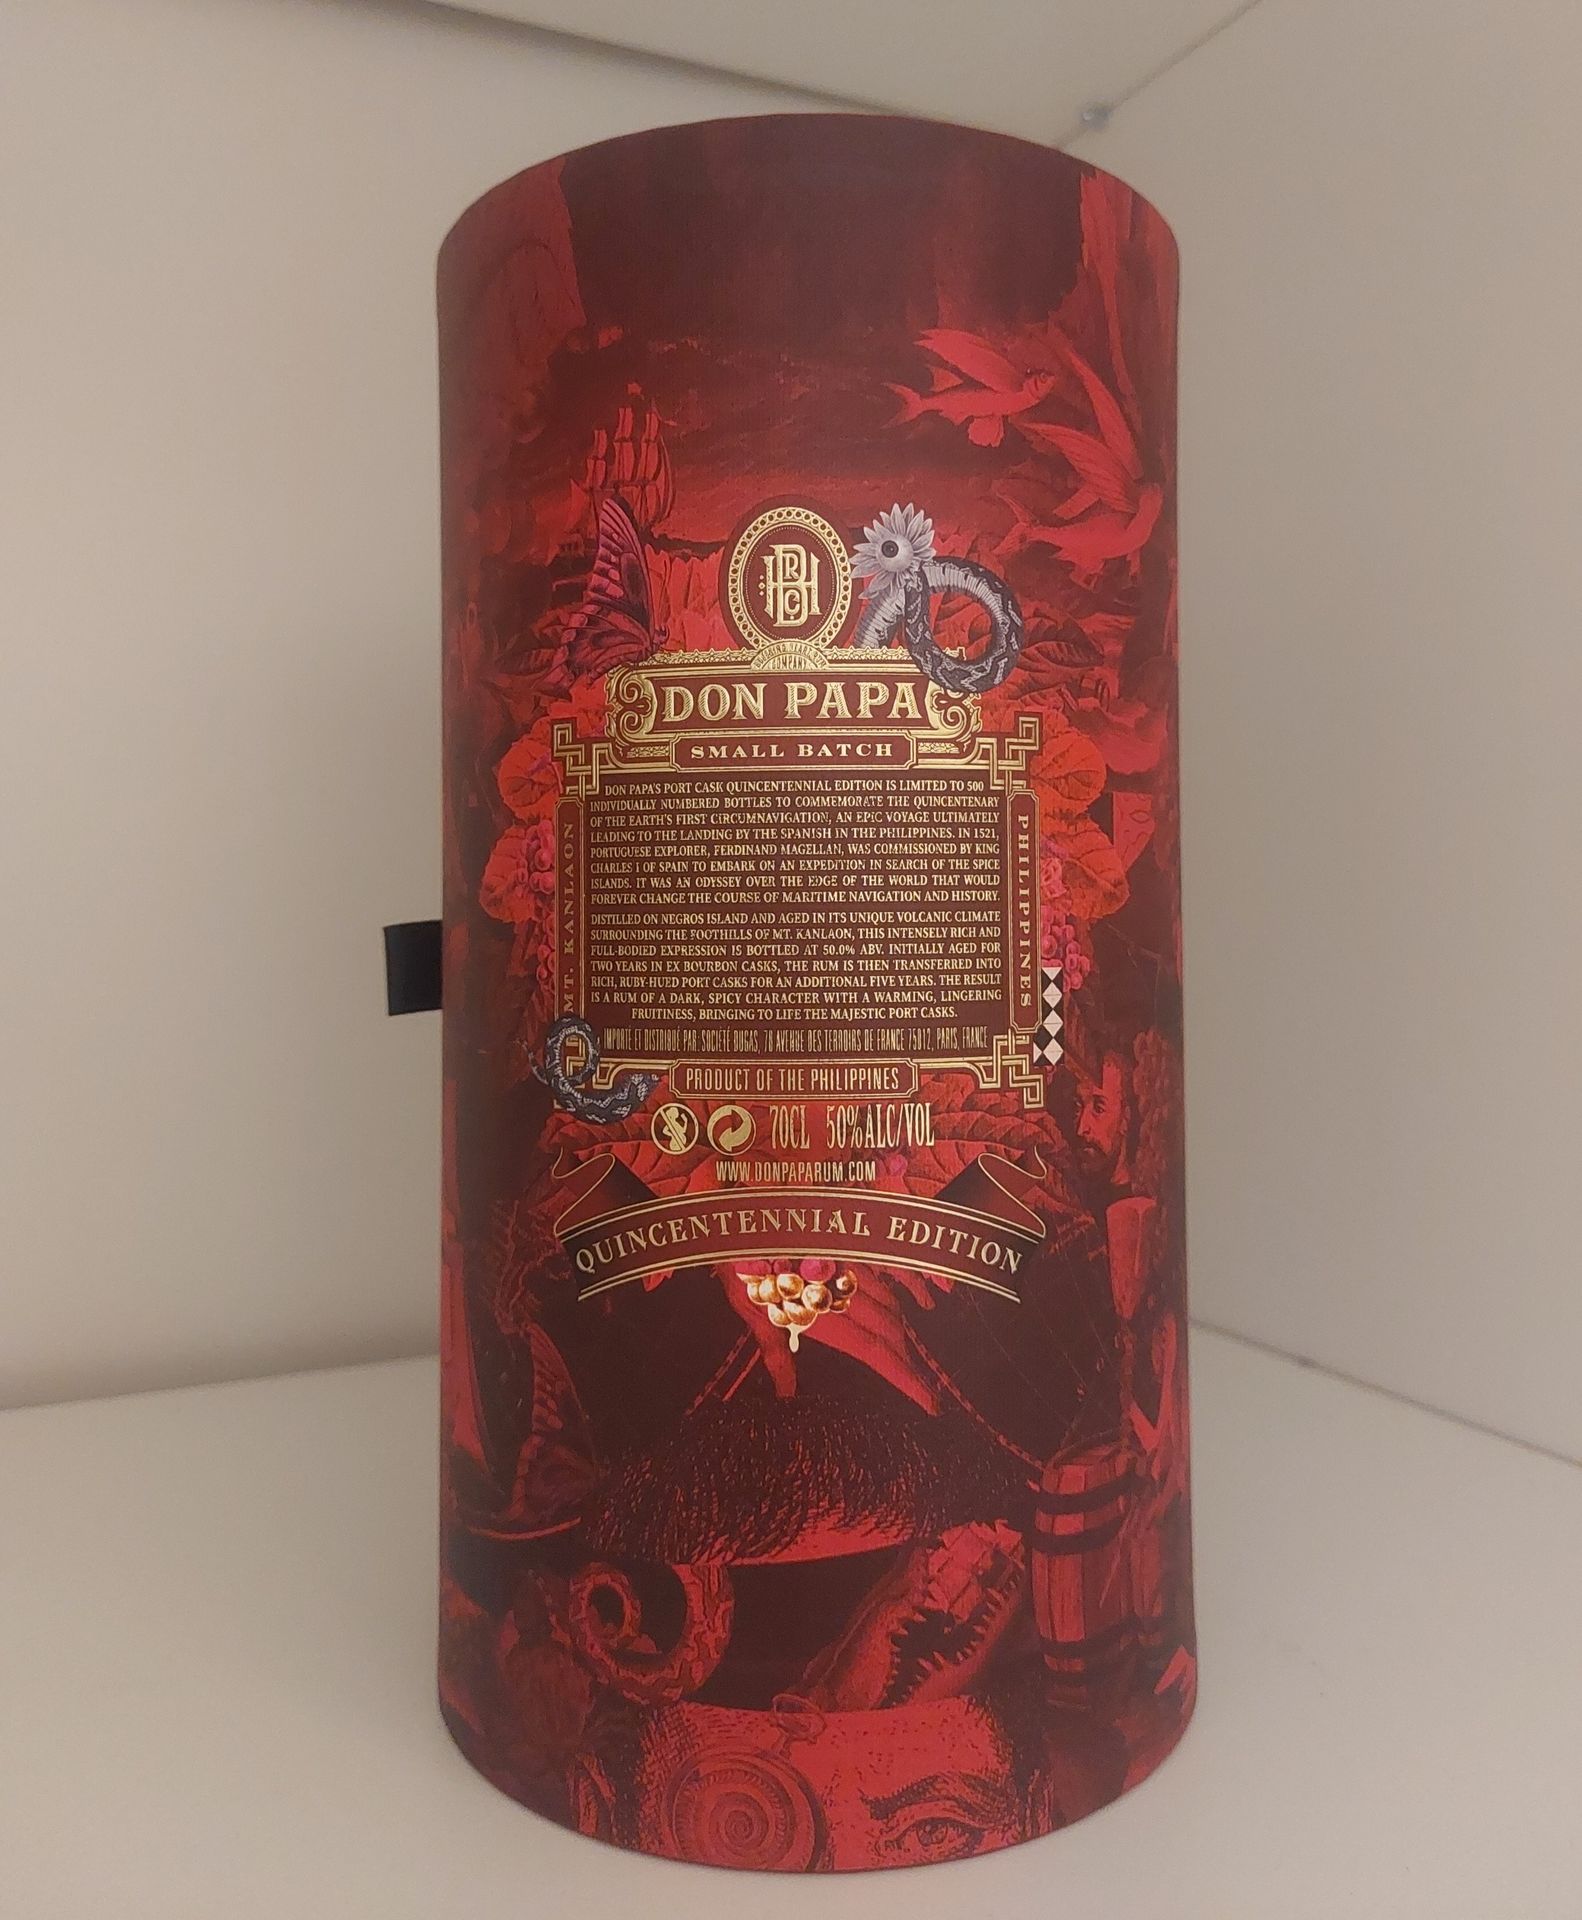 BHRC
BLEEDING HEART RUM
COMPANY
DON PAPA
SMALL BATCH
MT. KANLAON
DON PAPA'S PORT CASK QUINCENTENNIAL EDITION IS LIMITED TO 500
INDIVIDUALLY NUMBERED BOTTLES TO COMMEMORATE THE QUINCENTENARY
OF THE EARTH'S FIRST CIRCUMNAVIGATION, AN EPIC VOYAGE ULTIMATELY
LEADING TO THE LANDING BY THE SPANISH IN THE PHILIPPINES. IN 1521,
PORTUGUESE EXPLORER, FERDINAND MAGELLAN, WAS COMMISSIONED BY KING
CHARLES I OF SPAIN TO EMBARK ON AN EXPEDITION IN SEARCH OF THE SPICE
ISLANDS. IT WAS AN ODYSSEY OVER THE EDGE OF THE WORLD THAT WOULD
FOREVER CHANGE THE COURSE OF MARITIME NAVIGATION AND HISTORY.
DISTILLED ON NEGROS ISLAND AND AGED IN ITS UNIQUE VOLCANIC CLIMATE
SURROUNDING THE FOOTHILLS OF MT. KANLAON, THIS INTENSELY RICH AND
FULL-BODIED EXPRESSION IS BOTTLED AT 50.0% ABV. INITIALLY AGED FOR
TWO YEARS IN EX BOURBON CASKS, THE RUM IS THEN TRANSFERRED INTO
RICH, RUBY-HUED PORT CASKS FOR AN ADDITIONAL FIVE YEARS. THE RESULT
IS A RUM OF A DARK, SPICY CHARACTER WITH A WARMING, LINGERING
FRUITINESS, BRINGING TO LIFE THE MAJESTIC PORT CASKS.
IMPORTÉ ET DISTRIBUÉ PAR: SOCIÉTÉ DUGAS, 78 AVENUE DES TERROIRS DE FRANCE 75012, PARIS, FRANCE
PHILIPPINES
PRODUCT OF THE PHILIPPINES
70CL 50%ALC/VOL
WWW.DONPAPARUM.COM
QUINCENTENNIAL EDITION